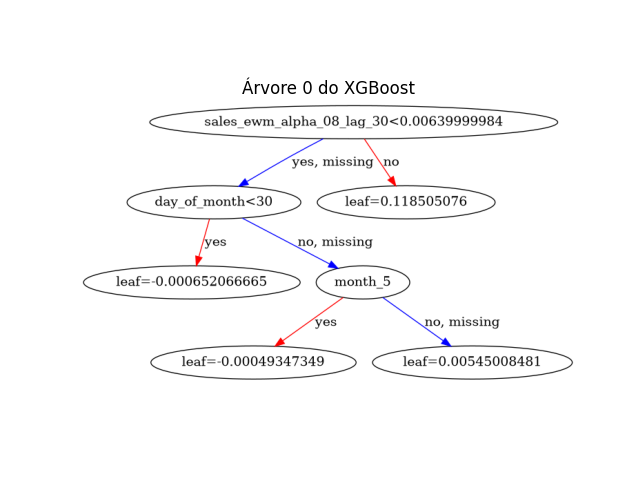 Árvore 0 do XGBoost
sales_ewm_alpha_08_lag_30<0.00639999984
yes, missing
no
day_of_month<30
leaf=0.118505076
yes
no, missing
leaf=-0.000652066665
month_5
yes
no, missing
leaf=-0.00049347349
leaf=0.00545008481